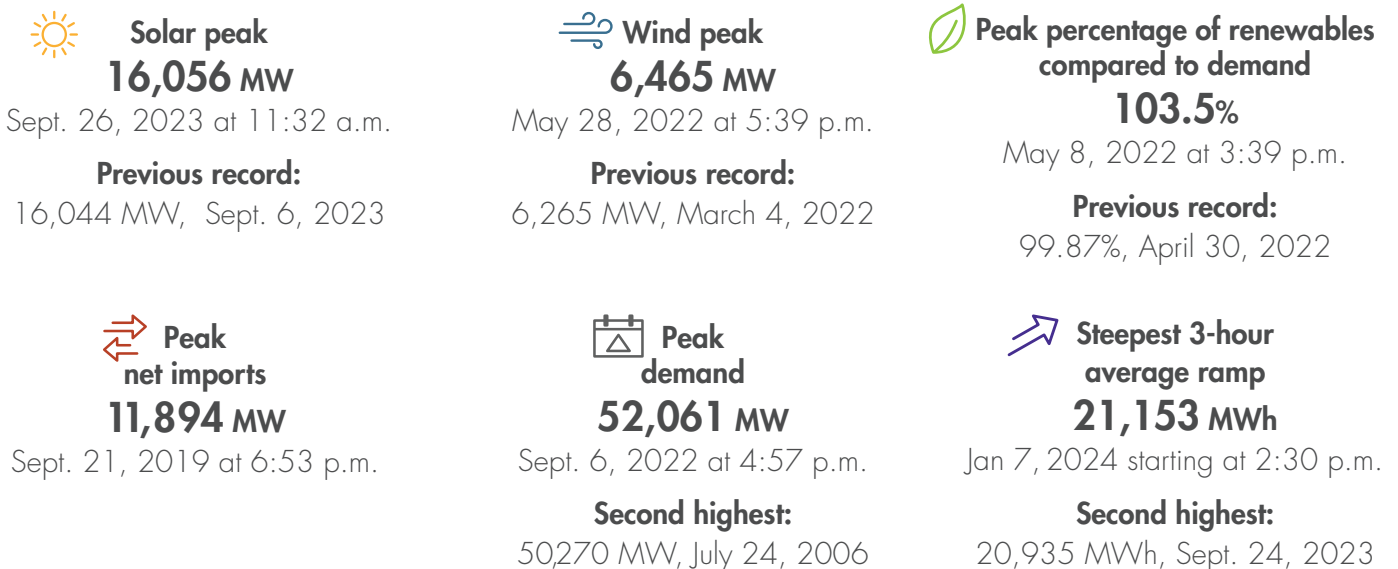 Solar peak
16,056 MW
Sept. 26, 2023 at 11:32 a.m.
Previous record:
16,044 MW, Sept. 6, 2023
Wind peak
6,465 MW
May 28, 2022 at 5:39 p.m.
Previous record:
6,265 MW, March 4, 2022
Peak percentage of renewables
compared to demand
103.5%
May 8, 2022 at 3:39 p.m.
Previous record:
99.87%, April 30, 2022
Peak
net imports
11,894 MW
Sept. 21, 2019 at 6:53 p.m.
Peak
demand
52,061 MW
Sept. 6, 2022 at 4:57 p.m.
Second highest:
50,270 MW, July 24, 2006
Steepest 3-hour
average ramp
21,153 MWh
Jan 7, 2024 starting at 2:30 p.m.
Second highest:
20,935 MWh, Sept. 24, 2023